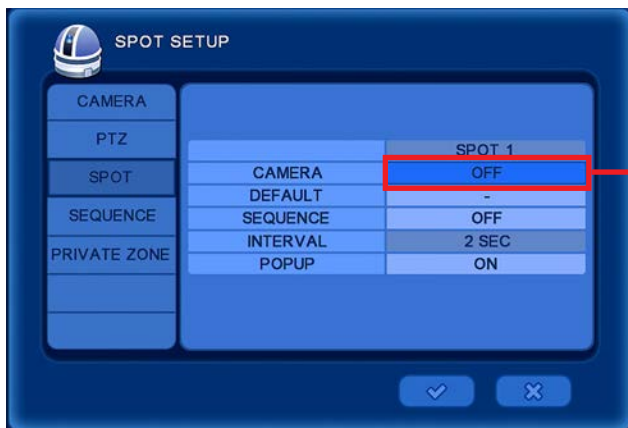 SPOT SETUP
CAMERA
PTZ
SPOT
SEQUENCE
PRIVATE ZONE
SPOT 1
CAMERA OFF
DEFAULT -
SEQUENCE OFF
INTERVAL 2 SEC
POPUP ON